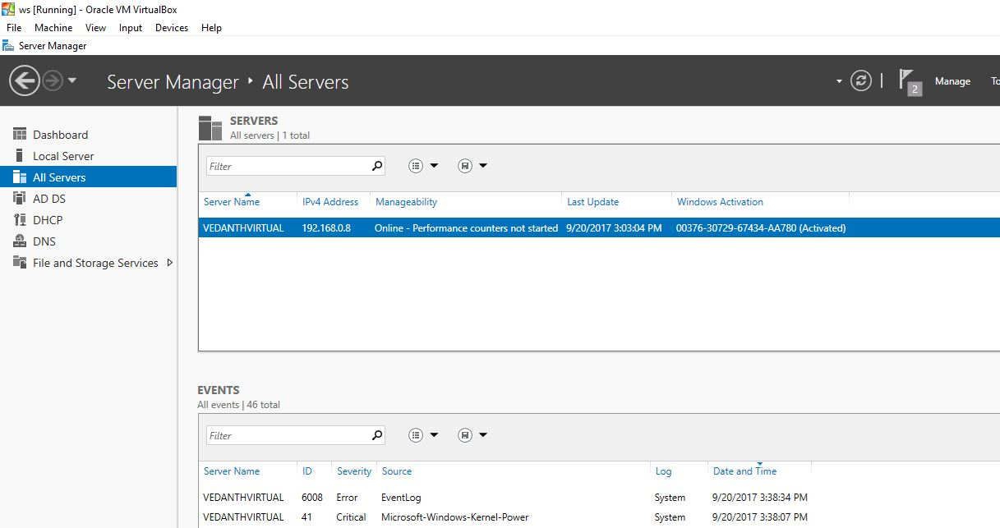 ws [Running] - Oracle VM VirtualBox
File Machine View Input Devices Help
Server Manager
Server Manager All Servers
2
Manage
To
Dashboard
Local Server
All Servers
AD DS
DHCP
DNS
File and Storage Services
SERVERS
All servers | 1 total
Filter
Server Name IPv4 Address Manageability Last Update Windows Activation
VEDANTHVIRTUAL 192.168.0.8 Online - Performance counters not started 9/20/2017 3:03:04 PM 00376-30729-67434-AA780 (Activated)
EVENTS
All events | 46 total
Filter
Server Name ID Severity Source Log Date and Time
VEDANTHVIRTUAL 6008 Error EventLog System 9/20/2017 3:38:34 PM
VEDANTHVIRTUAL 41 Critical Microsoft-Windows-Kernel-Power System 9/20/2017 3:38:07 PM